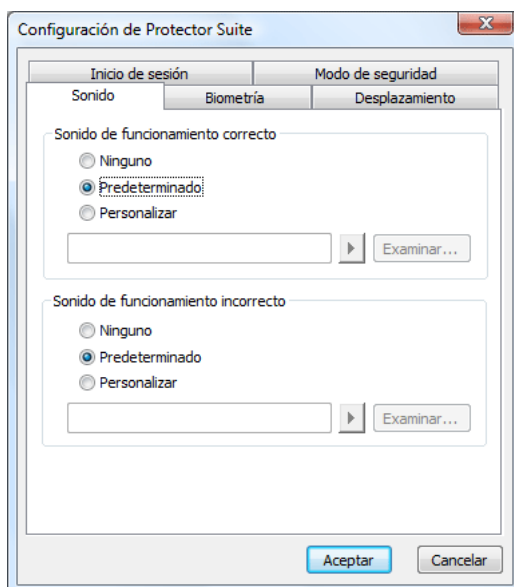 Configuración de Protector Suite
Inicio de sesión
Modo de seguridad
Sonido
Biometría
Desplazamiento
Sonido de funcionamiento correcto
Ninguno
Predeterminado
Personalizar
Examinar...
Sonido de funcionamiento incorrecto
Ninguno
Predeterminado
Personalizar
Examinar...
Aceptar
Cancelar